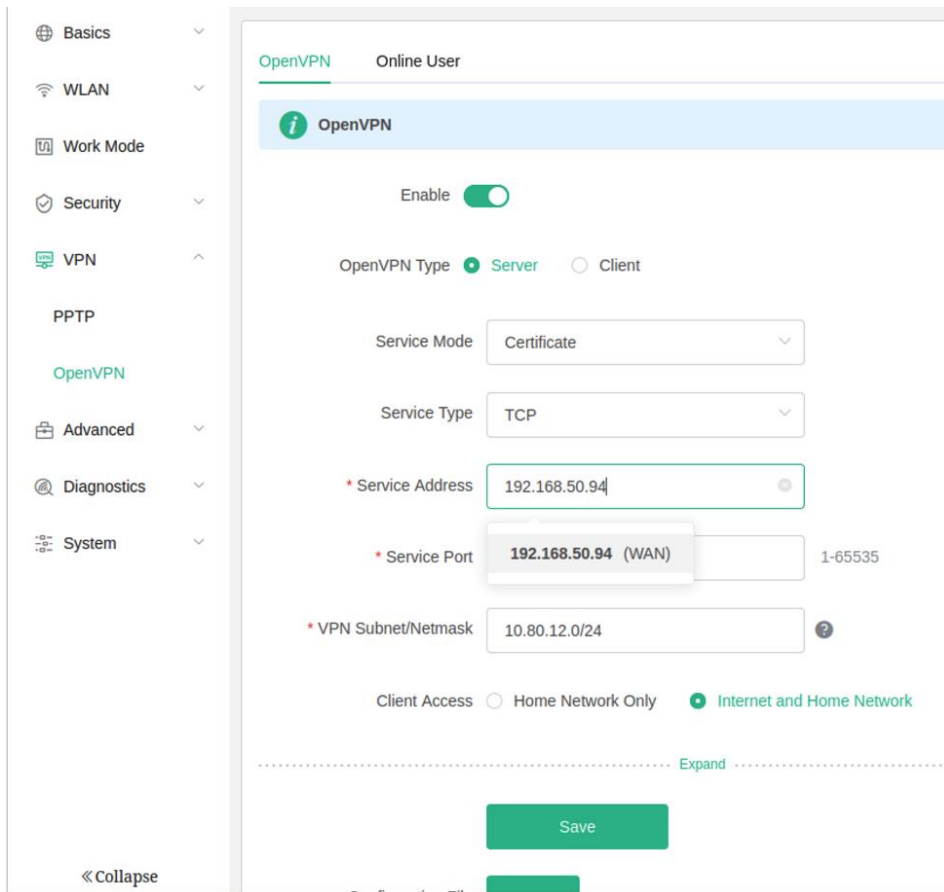 Basics
WLAN
Work Mode
Security
VPN
PPTP
OpenVPN
Advanced
Diagnostics
System
«Collapse
OpenVPN Online User
OpenVPN
Enable
OpenVPN Type Server Client
Service Mode Certificate
Service Type TCP
* Service Address 192.168.50.94
192.168.50.94 (WAN)
* Service Port 1-65535
* VPN Subnet/Netmask 10.80.12.0/24
Client Access Home Network Only Internet and Home Network
Expand
Save